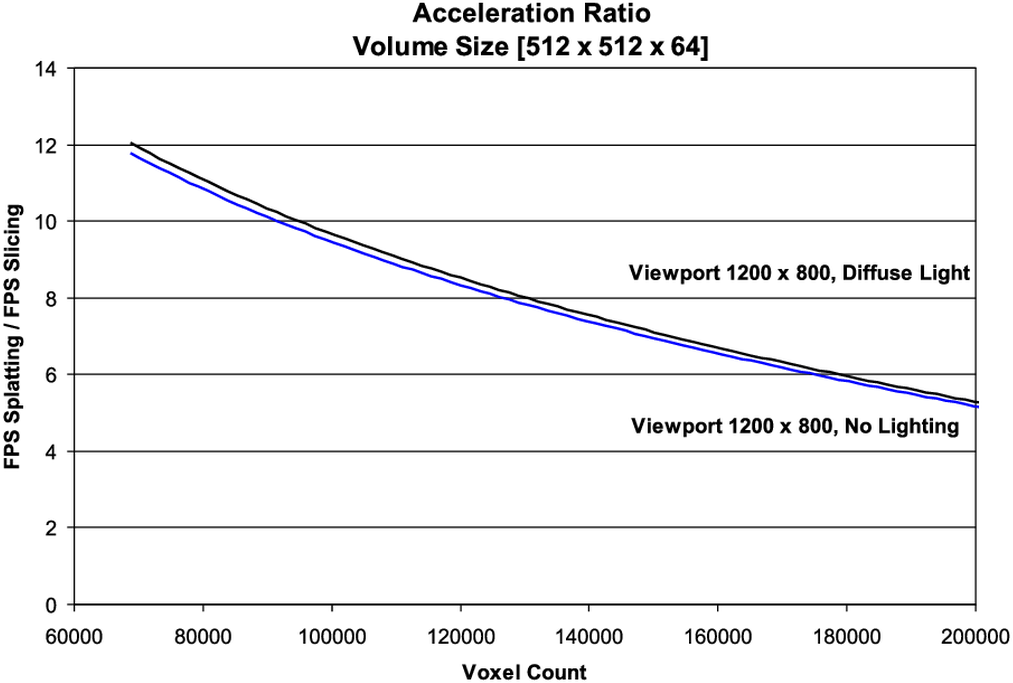 Acceleration Ratio
Volume Size [512 x 512 x 64]
14
12
10
8
6
4
2
0
FPS Splatting / FPS Slicing
Viewport 1200 x 800, Diffuse Light
Viewport 1200 x 800, No Lighting
60000 80000 100000 120000 140000 160000 180000 200000
Voxel Count